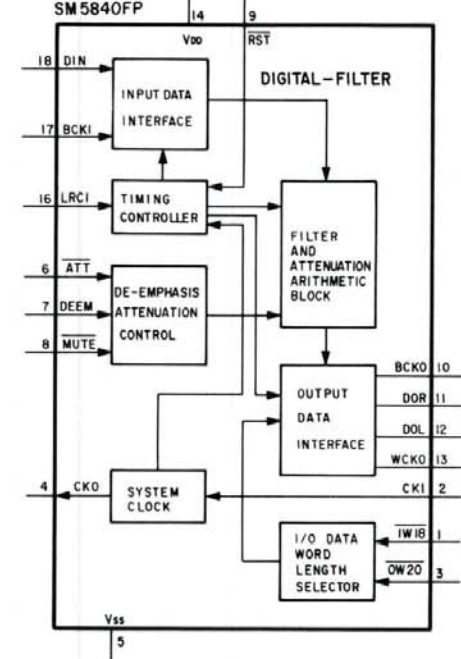 SM5840FP
14
9
VDD
RST
DIGITAL-FILTER
18 DIN
INPUT DATA
INTERFACE
17 BCKI
16 LRCI
TIMING
CONTROLLER
FILTER
AND
ATTENUATION
ARITHMETIC
BLOCK
6 ATT
7 DEEM
8 MUTE
DE-EMPHASIS
ATTENUATION
CONTROL
OUTPUT
DATA
INTERFACE
BCKO 10
DOR 11
DOL 12
WCKO 13
4 CKO
SYSTEM
CLOCK
CKI 2
I/O DATA
WORD
LENGTH
SELECTOR
IW18 1
OW20 3
Vss
5